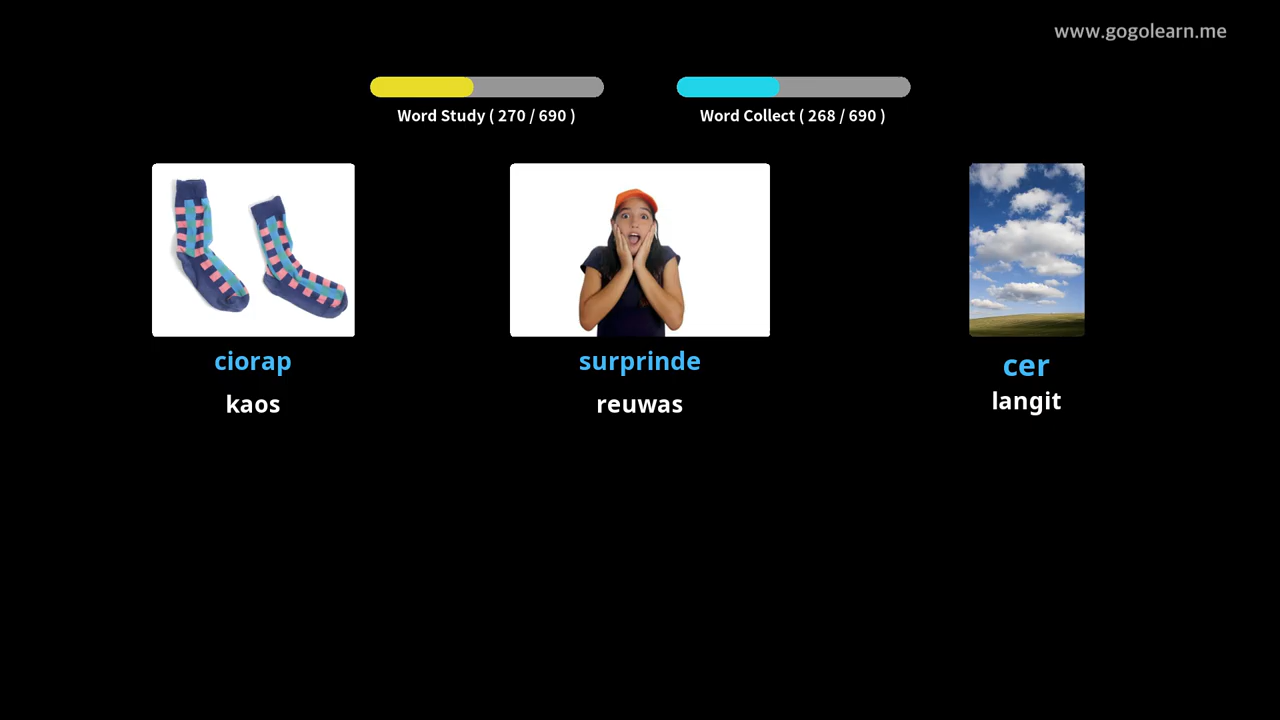 www.gogolearn.me
Word Study ( 270 / 690 )
Word Collect ( 268 / 690 )
ciorap
surprinde
cer
kaos
reuwas
langit